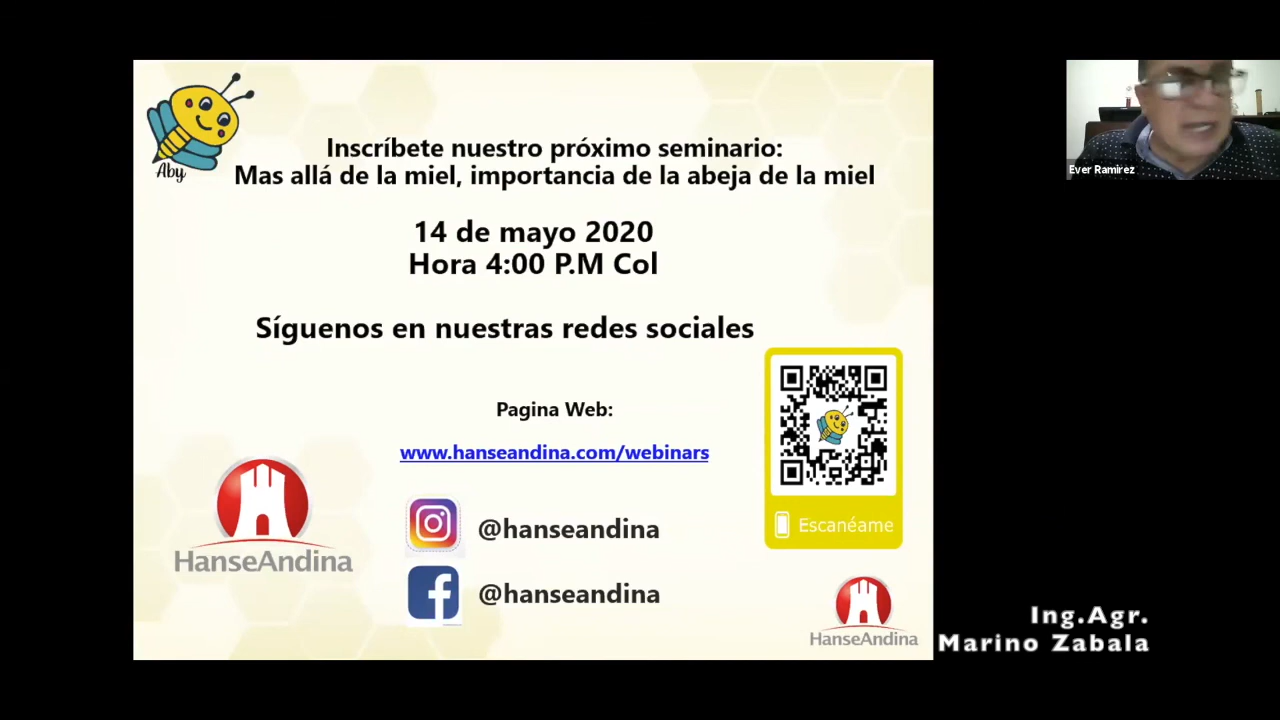 Aby
Inscríbete nuestro próximo seminario:
Mas allá de la miel, importancia de la abeja de la miel
14 de mayo 2020
Hora 4:00 P.M Col
Síguenos en nuestras redes sociales
Pagina Web:
www.hanseandina.com/webinars
@hanseandina
@hanseandina
HanseAndina
Escanéame
HanseAndina
Ever Ramirez
Ing.Agr.
Marino Zabala